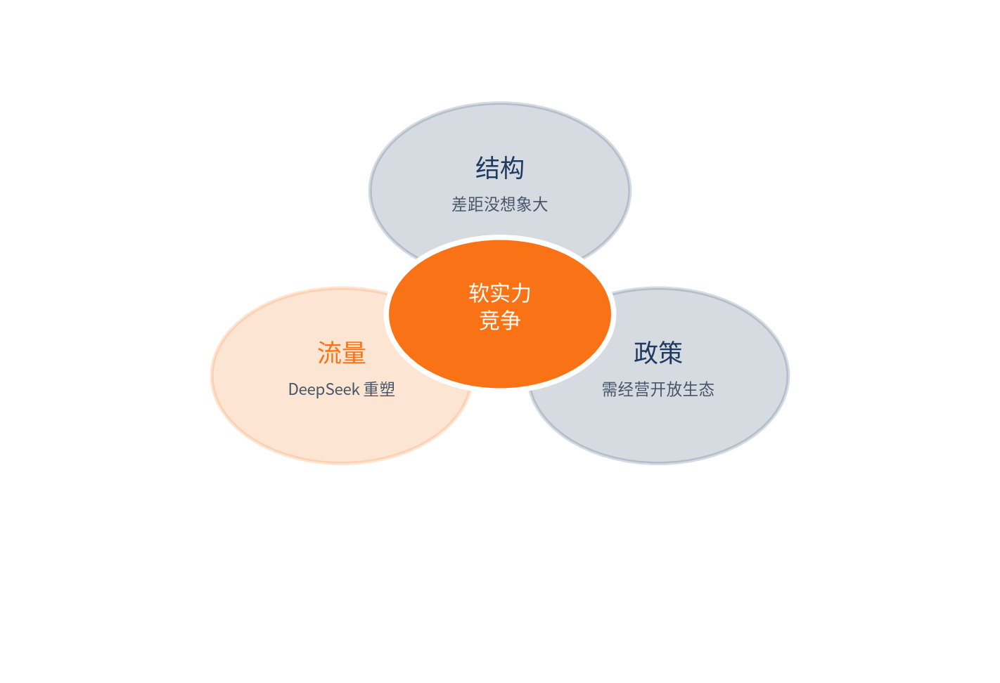 结构
差距没想象大
软实力
竞争
流量
DeepSeek 重塑
政策
需经营开放生态